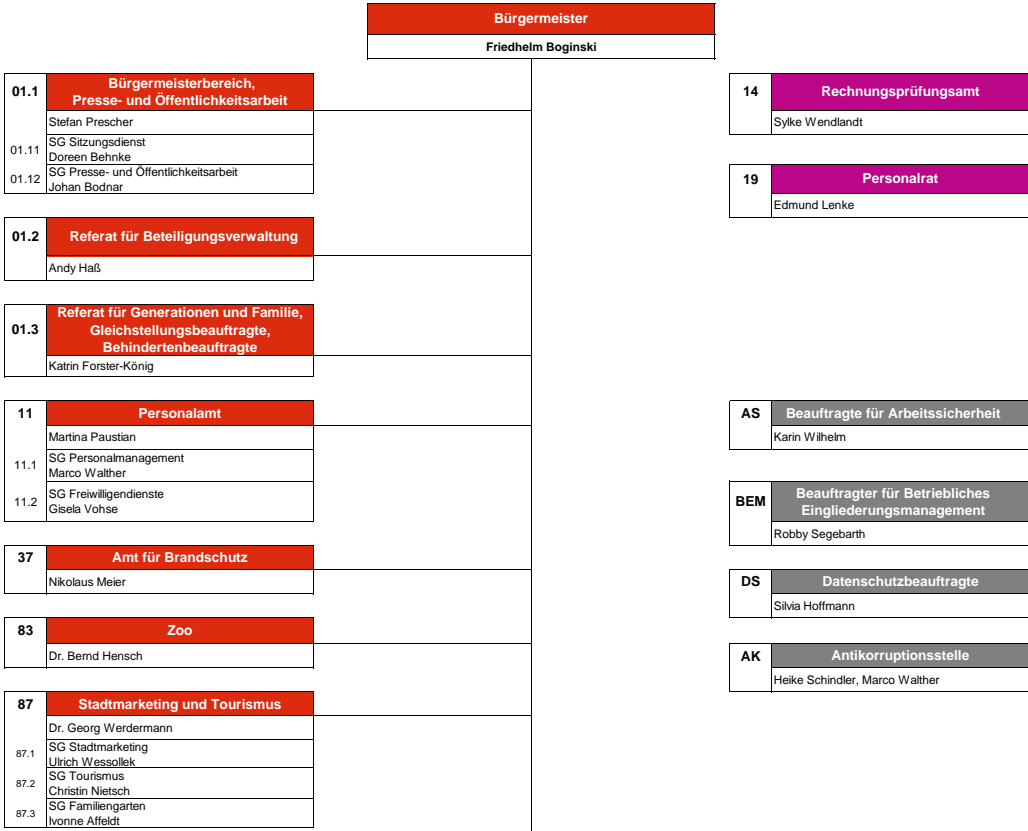 Bürgermeister
Friedhelm Boginski
01.1
Bürgermeisterbereich,
Presse- und Öffentlichkeitsarbeit
Stefan Prescher
01.11
SG Sitzungsdienst
Doreen Behnke
01.12
SG Presse- und Öffentlichkeitsarbeit
Johan Bodnar
01.2
Referat für Beteiligungsverwaltung
Andy Haß
01.3
Referat für Generationen und Familie,
Gleichstellungsbeauftragte,
Behindertenbeauftragte
Katrin Forster-König
11
Personalamt
Martina Paustian
11.1
SG Personalmanagement
Marco Walther
11.2
SG Freiwilligendienste
Gisela Vohse
37
Amt für Brandschutz
Nikolaus Meier
83
Zoo
Dr. Bernd Hensch
87
Stadtmarketing und Tourismus
Dr. Georg Werdermann
87.1
SG Stadtmarketing
Ulrich Wessollek
87.2
SG Tourismus
Christin Nietsch
87.3
SG Familiengarten
Ivonne Affeldt
14
Rechnungsprüfungsamt
Sylke Wendlandt
19
Personalrat
Edmund Lenke
AS
Beauftragte für Arbeitssicherheit
Karin Wilhelm
BEM
Beauftragter für Betriebliches
Eingliederungsmanagement
Robby Segebarth
DS
Datenschutzbeauftragte
Silvia Hoffmann
AK
Antikorruptionsstelle
Heike Schindler, Marco Walther